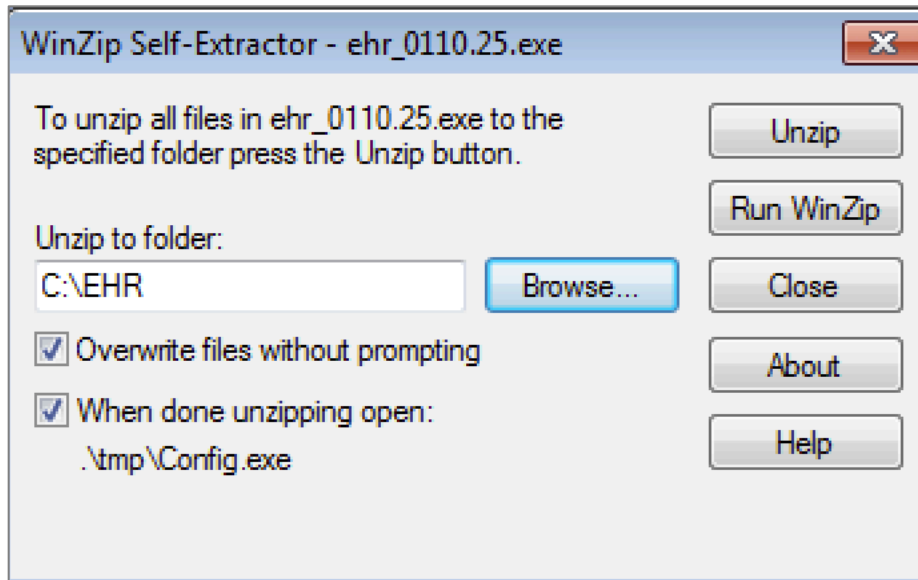 WinZip Self-Extractor - ehr_0110.25.exe
To unzip all files in ehr_0110.25.exe to the
specified folder press the Unzip button.
Unzip to folder:
C:\EHR
Browse...
Overwrite files without prompting
When done unzipping open:
.\tmp\Config.exe
Unzip
Run WinZip
Close
About
Help